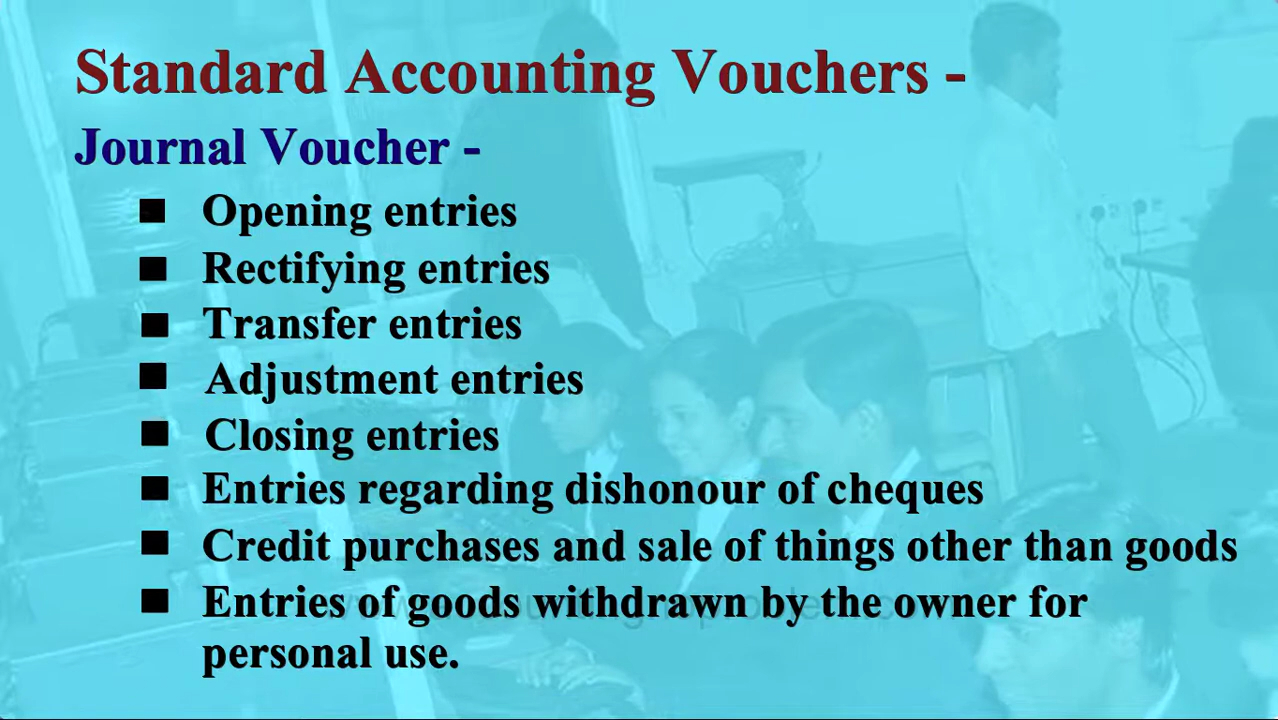 Standard Accounting Vouchers -
Journal Voucher -
■ Opening entries
■ Rectifying entries
■ Transfer entries
■ Adjustment entries
■ Closing entries
■ Entries regarding dishonour of cheques
■ Credit purchases and sale of things other than goods
■ Entries of goods withdrawn by the owner for
personal use.